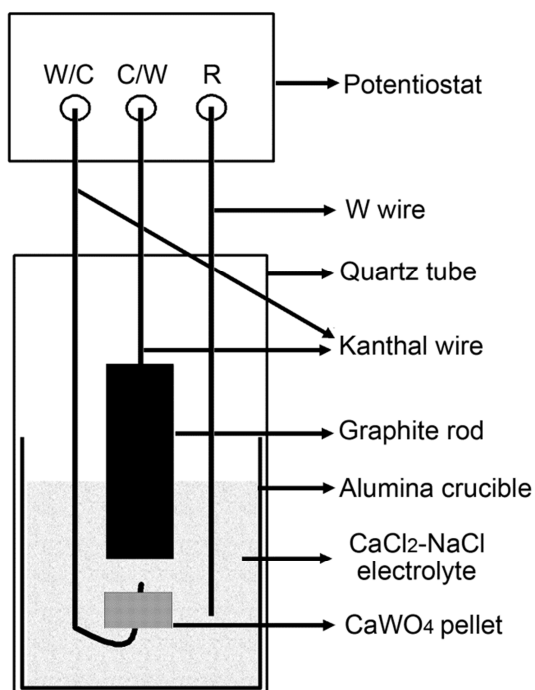 W/C C/W R
Potentiostat
W wire
Quartz tube
Kanthal wire
Graphite rod
Alumina crucible
CaCl2-NaCl
electrolyte
CaWO4 pellet